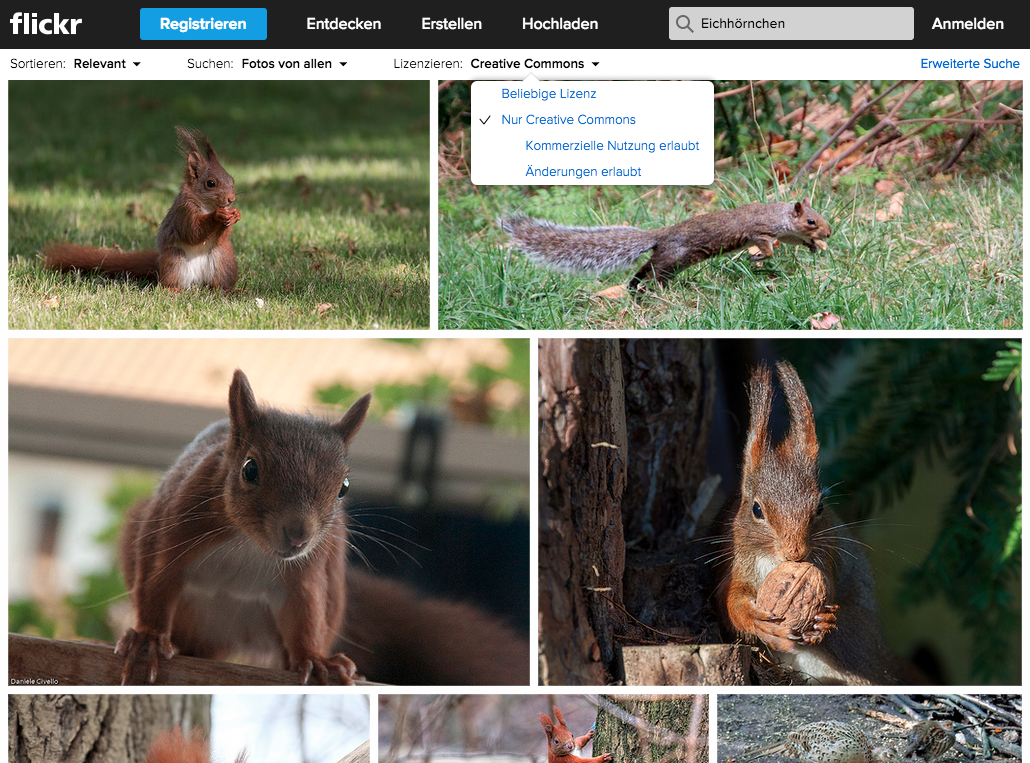 flickr Registrieren Entdecken Erstellen Hochladen Eichhörnchen Anmelden
Sortieren: Relevant Suchen: Fotos von allen Lizenzieren: Creative Commons Erweiterte Suche
Beliebige Lizenz
Nur Creative Commons
Kommerzielle Nutzung erlaubt
Änderungen erlaubt
Daniele Civello